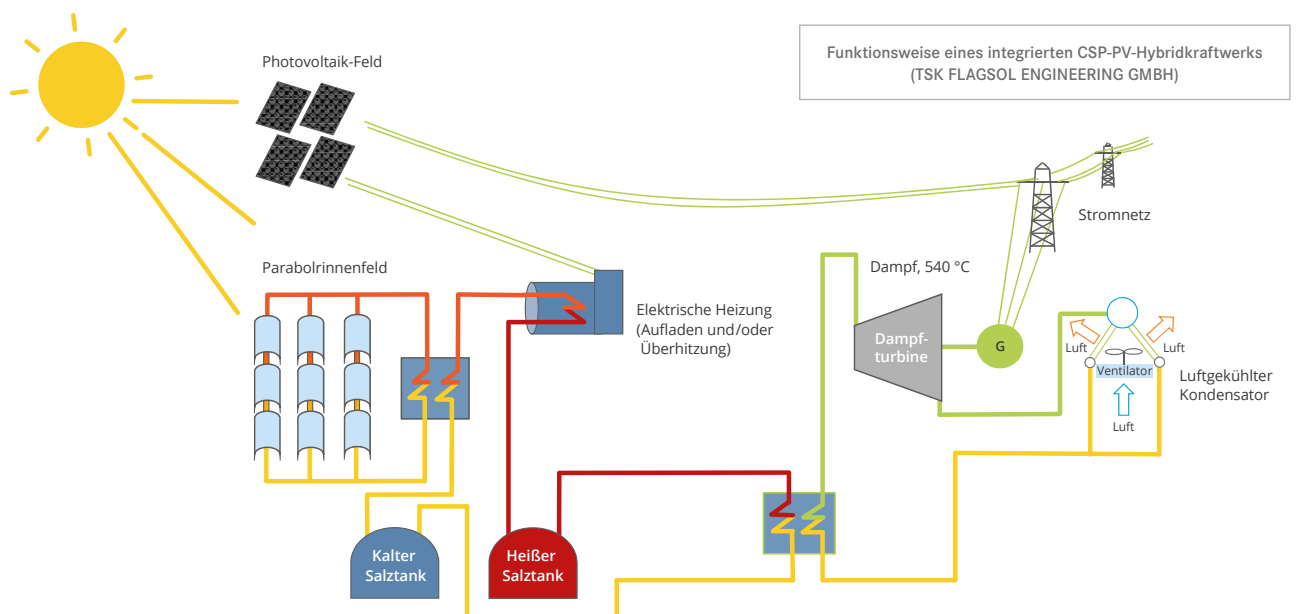 Funktionsweise eines integrierten CSP-PV-Hybridkraftwerks
(TSK FLAGSOL ENGINEERING GMBH)
Photovoltaik-Feld
Stromnetz
Parabolrinnenfeld
Dampf, 540 °C
Elektrische Heizung
(Aufladen und/oder
Überhitzung)
Dampf-
turbine
G
Luft
Luft
Ventilator
Luft
Luftgekühlter
Kondensator
Kalter
Salztank
Heißer
Salztank